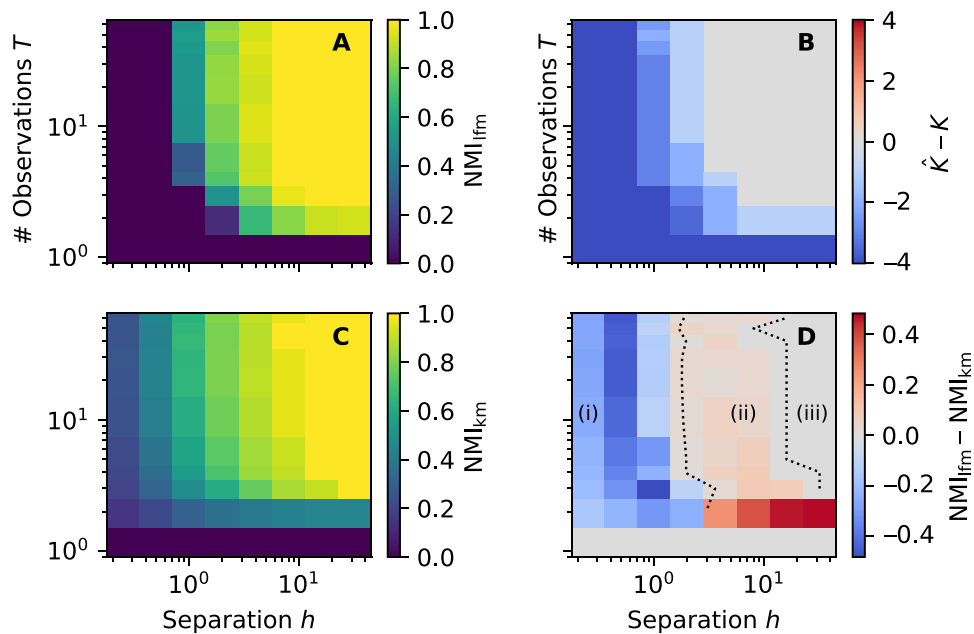 A
# Observations T
10¹
10⁰
1.0
0.8
0.6
0.4
0.2
0.0
NMI_lfm
B
# Observations T
4
2
0
−2
−4
K̂ − K
C
# Observations T
10¹
10⁰
10⁰
10¹
Separation h
1.0
0.8
0.6
0.4
0.2
0.0
NMI_km
D
(i)
(ii)
(iii)
10¹
10⁰
10⁰
10¹
Separation h
0.4
0.2
0.0
−0.2
−0.4
NMI_lfm − NMI_km